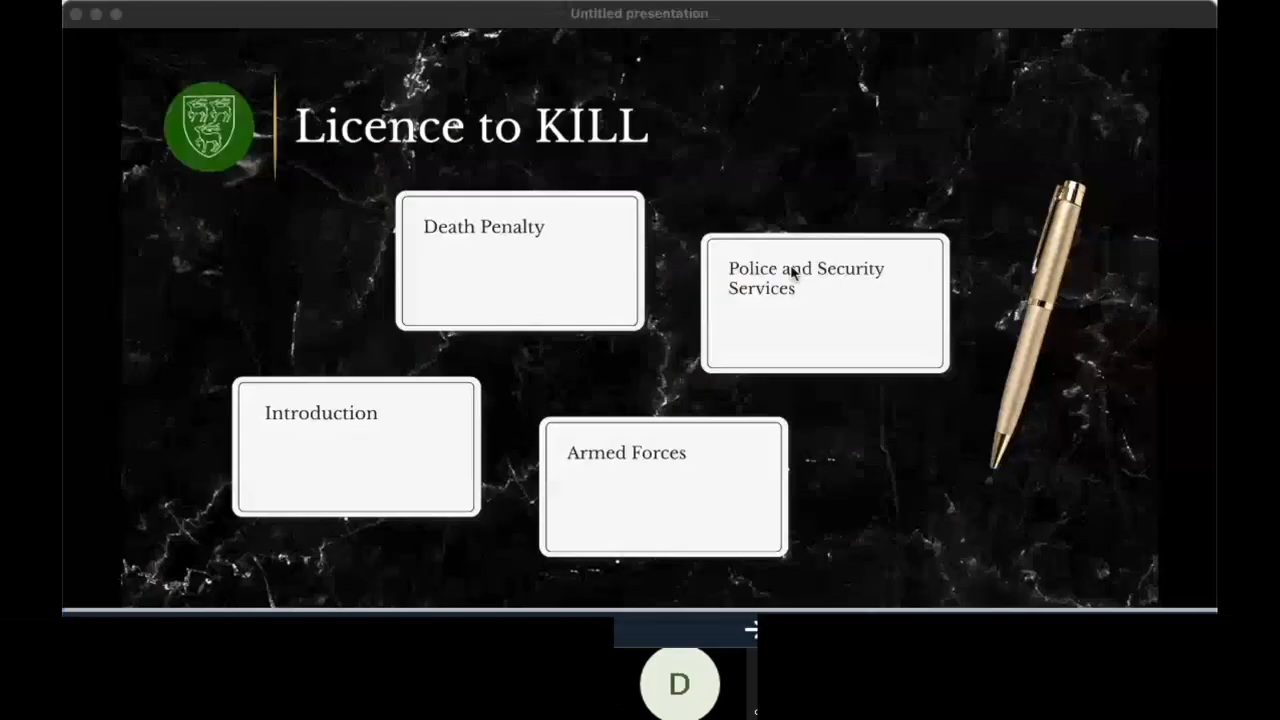 Untitled presentation
Licence to KILL
Death Penalty
Police and Security
Services
Introduction
Armed Forces
D